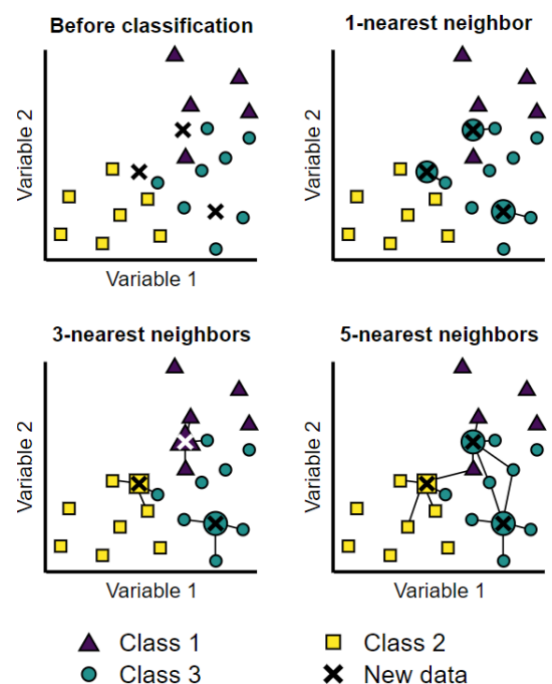 Before classification
1-nearest neighbor
Variable 2
Variable 1
Variable 2
3-nearest neighbors
5-nearest neighbors
Variable 2
Variable 1
Variable 2
Variable 1
Class 1
Class 2
Class 3
New data